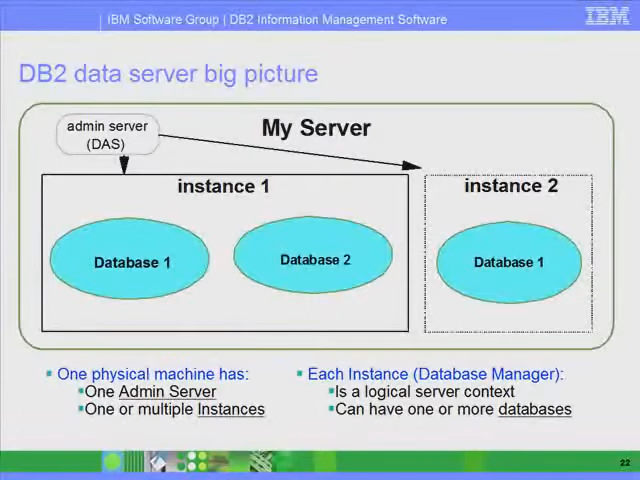 IBM Software Group | DB2 Information Management Software
IBM
DB2 data server big picture
admin server
(DAS)
My Server
instance 1
instance 2
Database 1
Database 2
Database 1
One physical machine has:
One Admin Server
One or multiple Instances
Each Instance (Database Manager):
Is a logical server context
Can have one or more databases
22